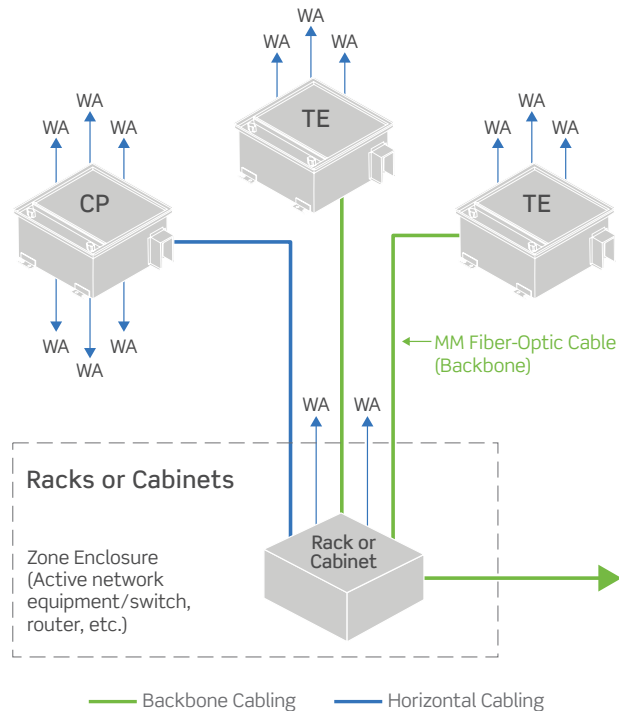 WA
WA
WA
TE
WA
WA
WA
CP
WA
WA
WA
TE
WA
WA
WA
MM Fiber-Optic Cable
(Backbone)
WA
WA
Racks or Cabinets
Zone Enclosure
(Active network
equipment/switch,
router, etc.)
Rack or
Cabinet
Backbone Cabling
Horizontal Cabling